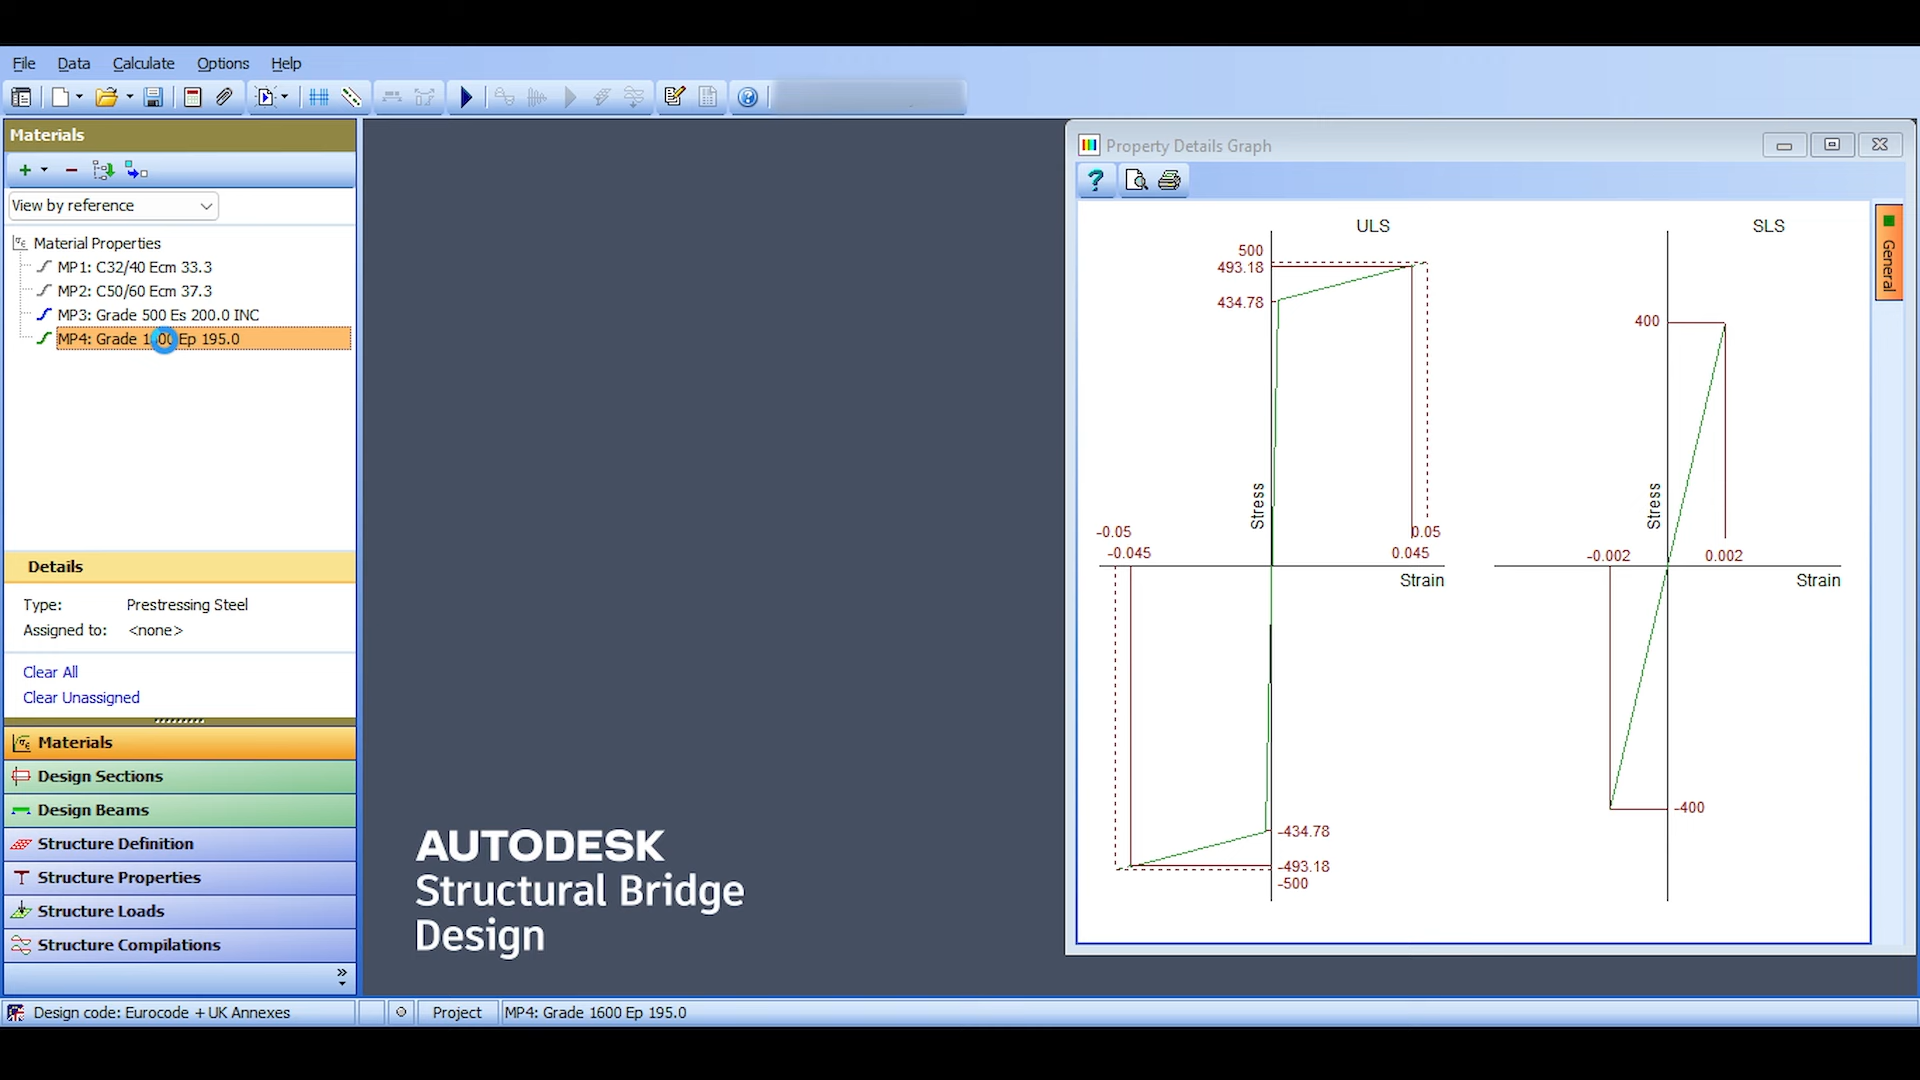 File Data Calculate Options Help
Materials
View by reference
Material Properties
MP1: C32/40 Ecm 33.3
MP2: C50/60 Ecm 37.3
MP3: Grade 500 Es 200.0 INC
MP4: Grade 1600 Ep 195.0
Details
Type: Prestressing Steel
Assigned to: <none>
Clear All
Clear Unassigned
Materials
Design Sections
Design Beams
Structure Definition
Structure Properties
Structure Loads
Structure Compilations
AUTODESK
Structural Bridge
Design
Property Details Graph
General
ULS
500
493.18
434.78
Stress
-0.05
-0.045
0.05
0.045
Strain
-434.78
-493.18
-500
SLS
400
Stress
-0.002
0.002
Strain
-400
Design code: Eurocode + UK Annexes
Project
MP4: Grade 1600 Ep 195.0